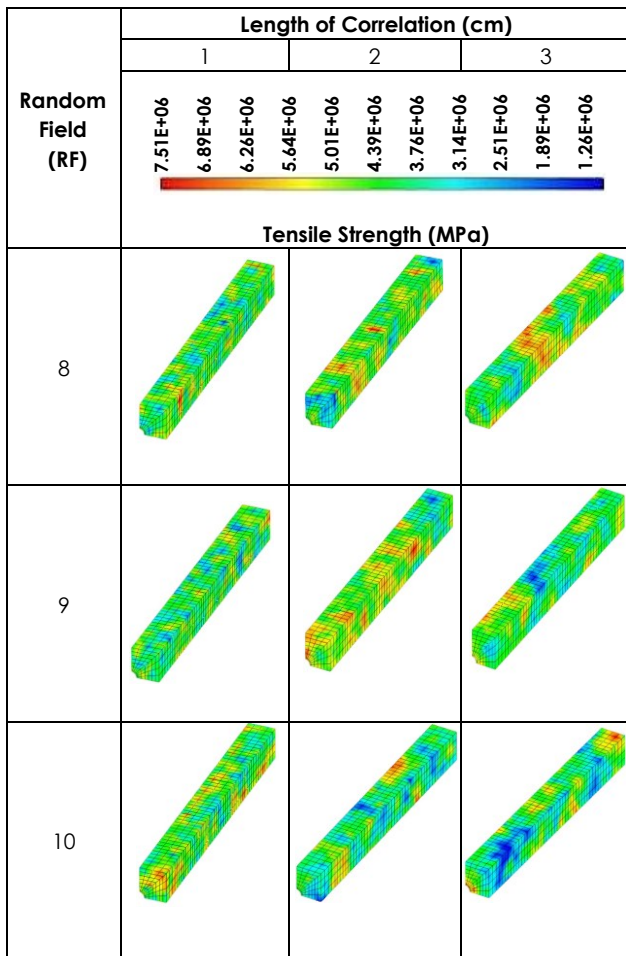 Length of Correlation (cm)
1 2 3
Random
Field
(RF)
7.51E+06 6.89E+06 6.26E+06 5.64E+06 5.01E+06 4.39E+06 3.76E+06 3.14E+06 2.51E+06 1.89E+06 1.26E+06
Tensile Strength (MPa)
8
9
10